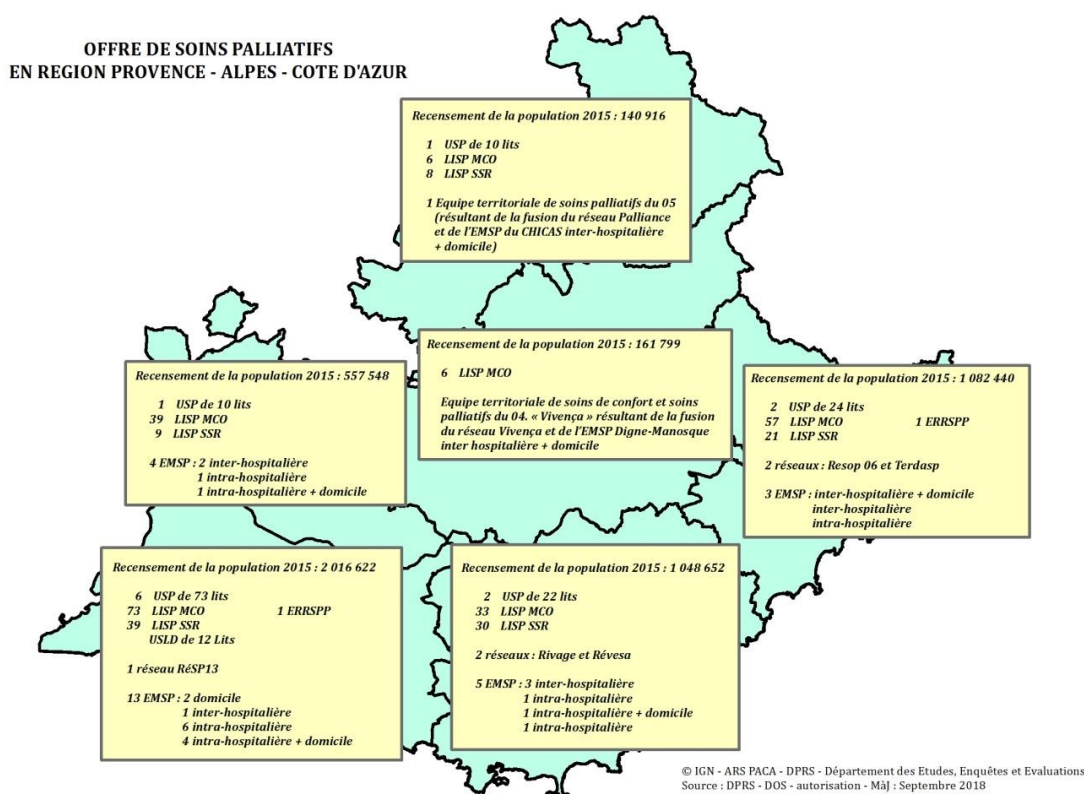 OFFRE DE SOINS PALLIATIFS
EN REGION PROVENCE - ALPES - COTE D'AZUR
Recensement de la population 2015 : 140 916
1 USP de 10 lits
6 LISP MCO
8 LISP SSR
1 Equipe territoriale de soins palliatifs du 05
(résultant de la fusion du réseau Palliance
et de l'EMSP du CHICAS inter-hospitalière
+ domicile)
Recensement de la population 2015 : 161 799
6 LISP MCO
Equipe territoriale de soins de confort et soins
palliatifs du 04. « Vivença » résultant de la fusion
du réseau Vivença et de l'EMSP Digne-Manosque
inter hospitalière + domicile
Recensement de la population 2015 : 557 548
1 USP de 10 lits
39 LISP MCO
9 LISP SSR
4 EMSP : 2 inter-hospitalière
1 intra-hospitalière
1 intra-hospitalière + domicile
Recensement de la population 2015 : 1 082 440
2 USP de 24 lits
57 LISP MCO 1 ERRSPP
21 LISP SSR
2 réseaux : Resop 06 et Terdasp
3 EMSP : inter-hospitalière + domicile
inter-hospitalière
intra-hospitalière
Recensement de la population 2015 : 2 016 622
6 USP de 73 lits
73 LISP MCO 1 ERRSPP
39 LISP SSR
USLD de 12 Lits
1 réseau RéSP13
13 EMSP : 2 domicile
1 inter-hospitalière
6 intra-hospitalière
4 intra-hospitalière + domicile
Recensement de la population 2015 : 1 048 652
2 USP de 22 lits
33 LISP MCO
30 LISP SSR
2 réseaux : Rivage et Révesa
5 EMSP : 3 inter-hospitalière
1 intra-hospitalière
1 intra-hospitalière + domicile
1 intra-hospitalière
© IGN - ARS PACA - DPRS - Département des Etudes, Enquêtes et Evaluations
Source : DPRS - DOS - autorisation - MàJ : Septembre 2018